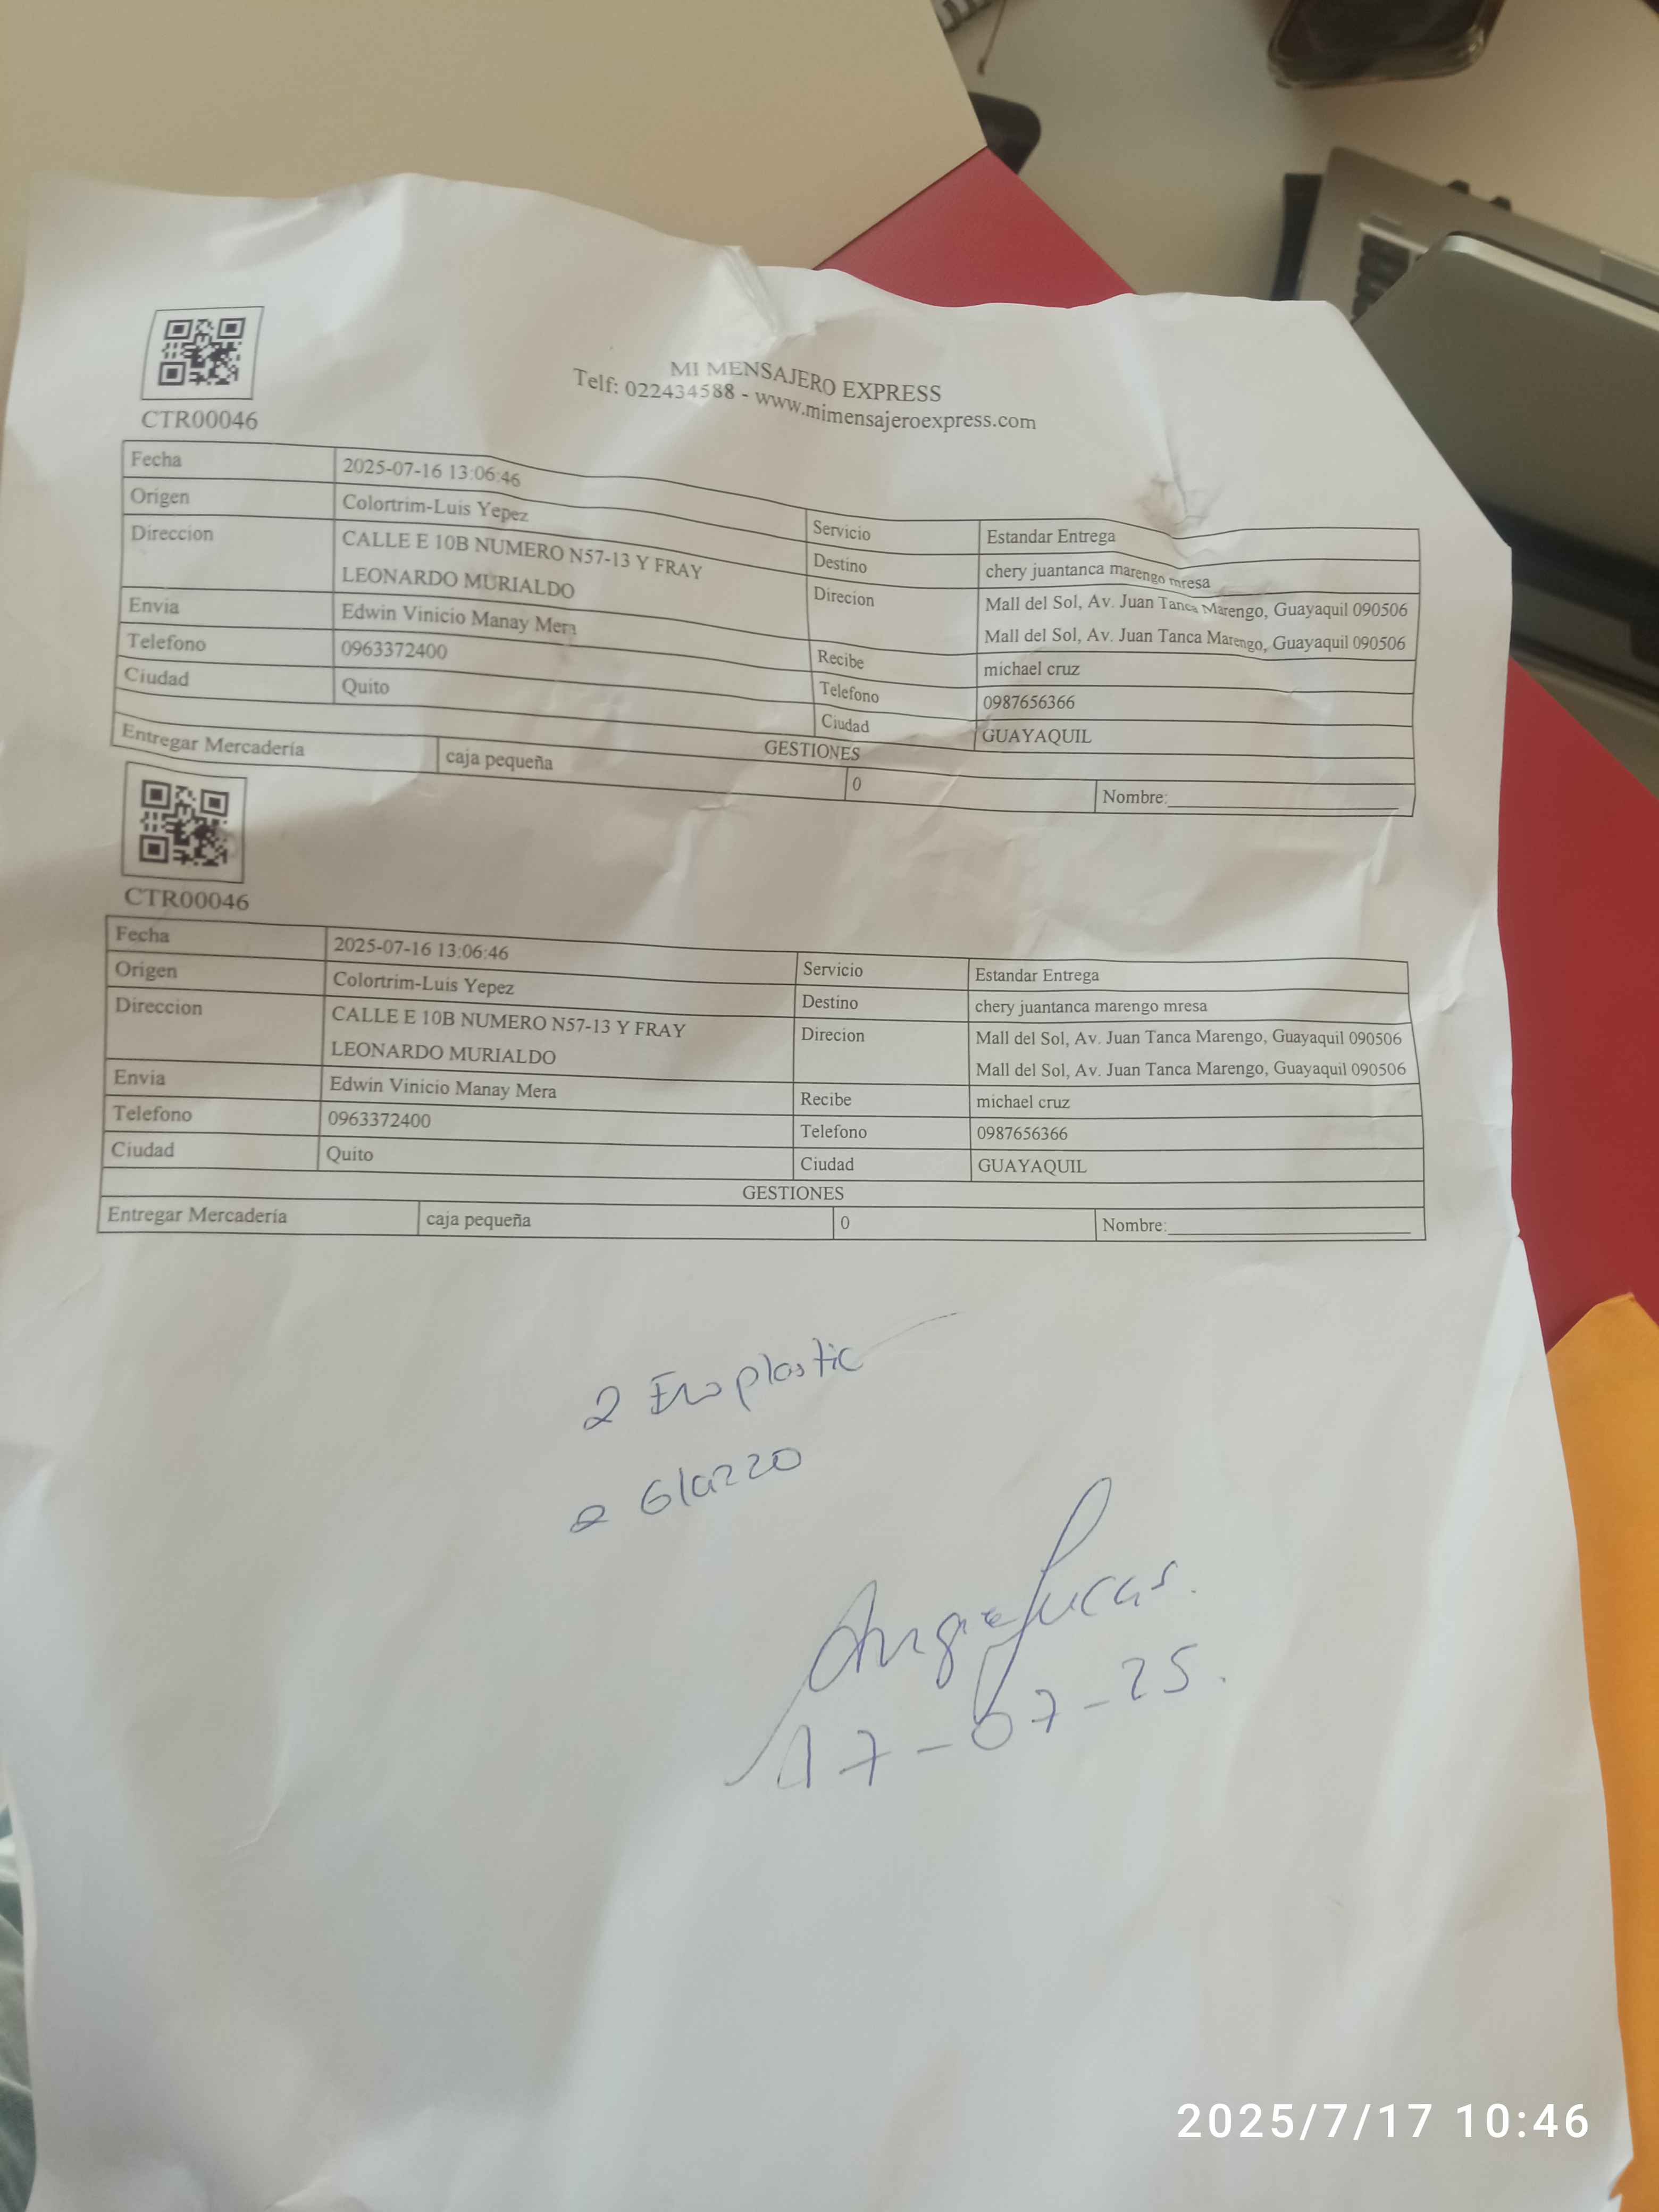 MI MENSAJERO EXPRESS
Telf: 022434588 - www.mimensajeroexpress.com
CTR00046
Fecha 2025-07-16 13:06:46
Origen Colortrim-Luis Yepez Servicio Estandar Entrega
Direccion CALLE E 10B NUMERO N57-13 Y FRAY Destino chery juantanca marengo mresa
LEONARDO MURIALDO Direcion Mall del Sol, Av. Juan Tanca Marengo, Guayaquil 090506
Mall del Sol, Av. Juan Tanca Marengo, Guayaquil 090506
Envia Edwin Vinicio Manay Mera Recibe michael cruz
Telefono 0963372400 Telefono 0987656366
Ciudad Quito Ciudad GUAYAQUIL
GESTIONES
Entregar Mercadería caja pequeña 0 Nombre:
CTR00046
Fecha 2025-07-16 13:06:46 Servicio Estandar Entrega
Origen Colortrim-Luis Yepez Destino chery juantanca marengo mresa
Direccion CALLE E 10B NUMERO N57-13 Y FRAY Direcion Mall del Sol, Av. Juan Tanca Marengo, Guayaquil 090506
LEONARDO MURIALDO Mall del Sol, Av. Juan Tanca Marengo, Guayaquil 090506
Envia Edwin Vinicio Manay Mera Recibe michael cruz
Telefono 0963372400 Telefono 0987656366
Ciudad Quito Ciudad GUAYAQUIL
GESTIONES
Entregar Mercadería caja pequeña 0 Nombre:
2
2 Glazzo
Angie Lucas.
17-07-25.
2025/7/17 10:46